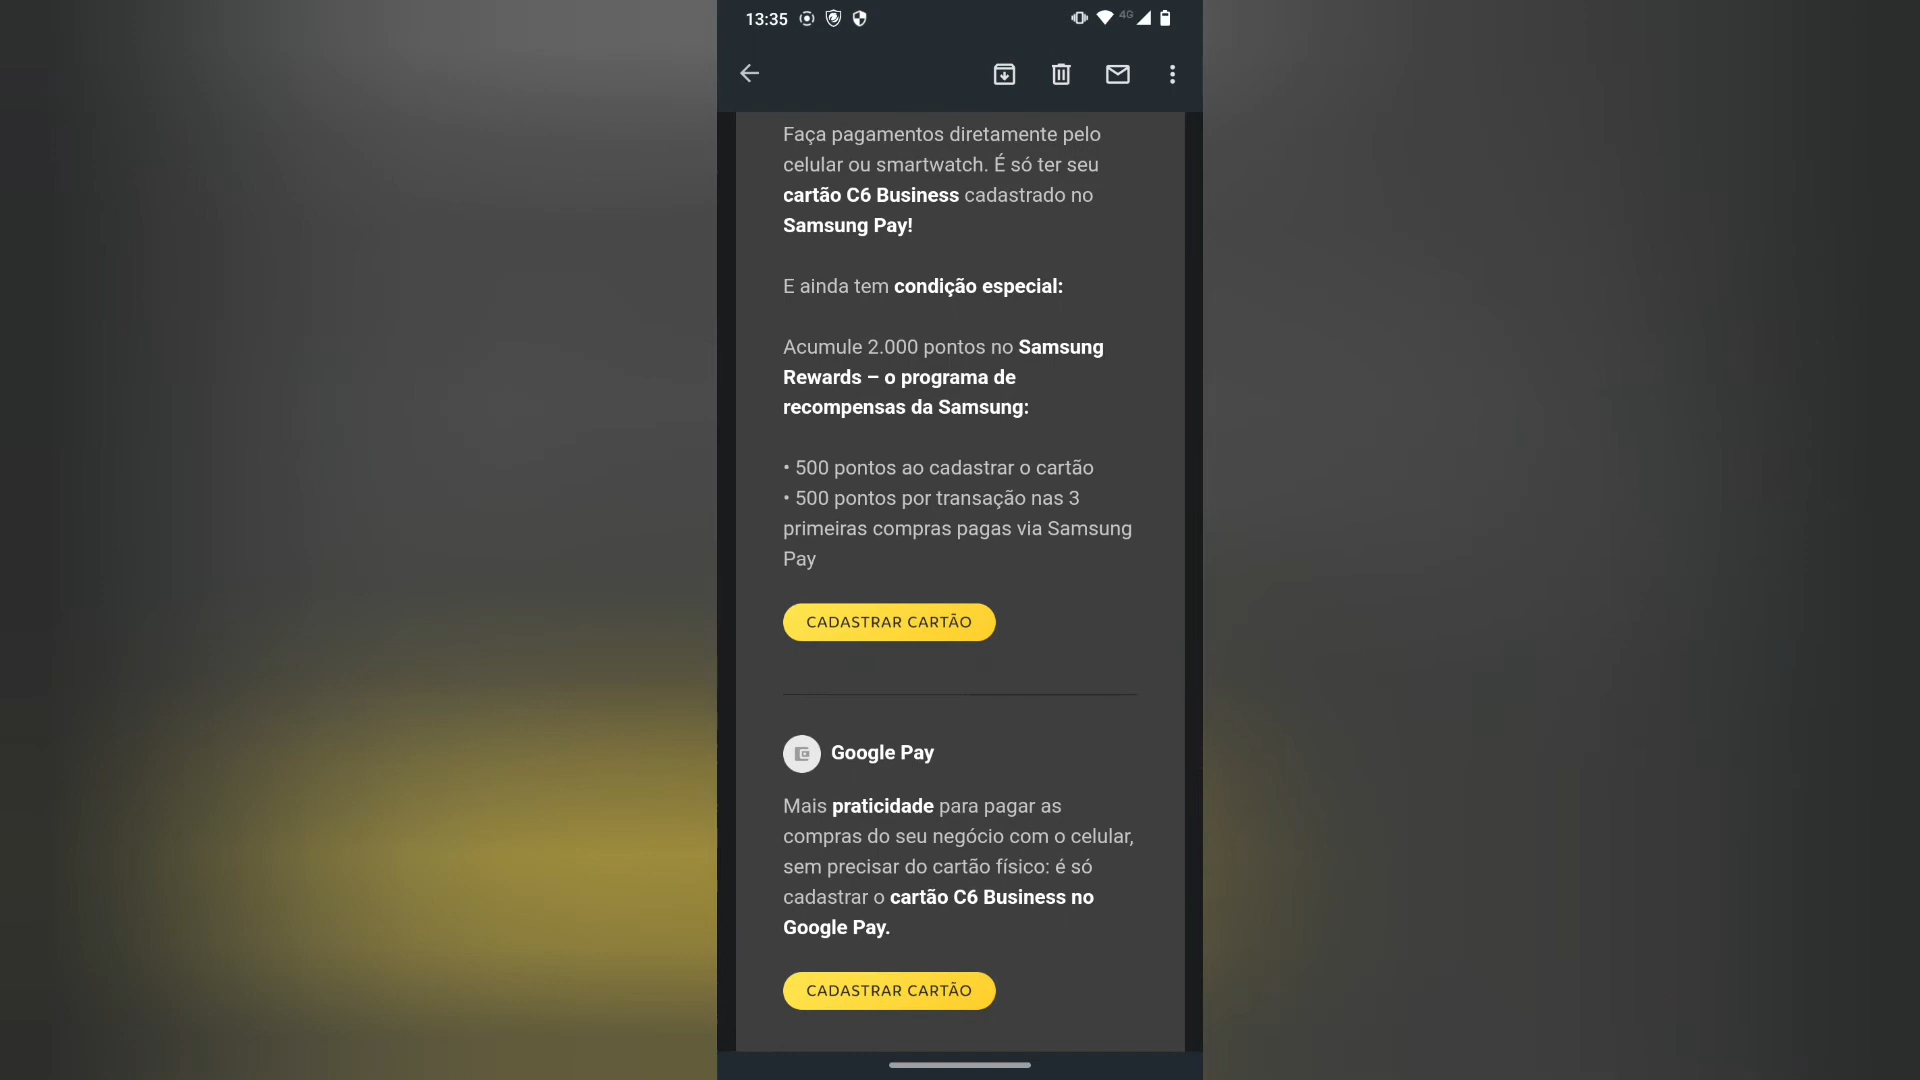 13:35
4G
Faça pagamentos diretamente pelo
celular ou smartwatch. É só ter seu
cartão C6 Business cadastrado no
Samsung Pay!
E ainda tem condição especial:
Acumule 2.000 pontos no Samsung
Rewards – o programa de
recompensas da Samsung:
• 500 pontos ao cadastrar o cartão
• 500 pontos por transação nas 3
primeiras compras pagas via Samsung
Pay
CADASTRAR CARTÃO
Google Pay
Mais praticidade para pagar as
compras do seu negócio com o celular,
sem precisar do cartão físico: é só
cadastrar o cartão C6 Business no
Google Pay.
CADASTRAR CARTÃO